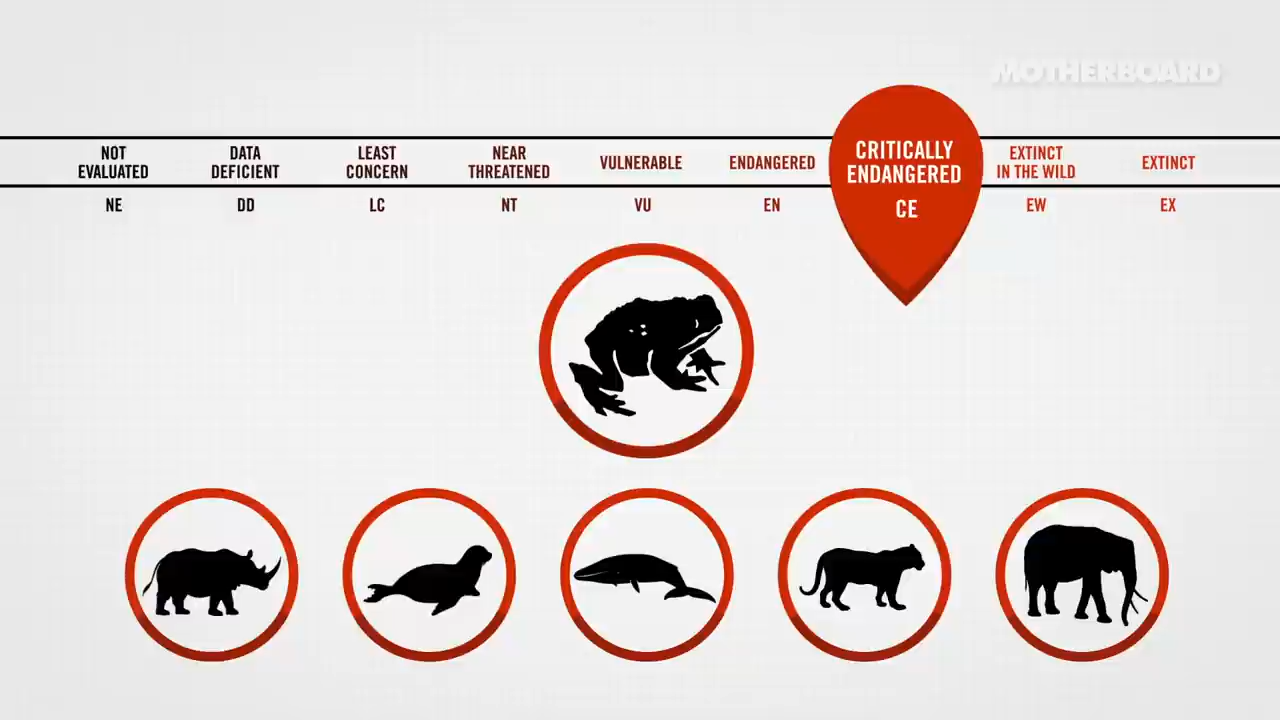 MOTHERBOARD
NOT EVALUATED
DATA DEFICIENT
LEAST CONCERN
NEAR THREATENED
VULNERABLE
ENDANGERED
CRITICALLY ENDANGERED
EXTINCT IN THE WILD
EXTINCT
NE
DD
LC
NT
VU
EN
CE
EW
EX